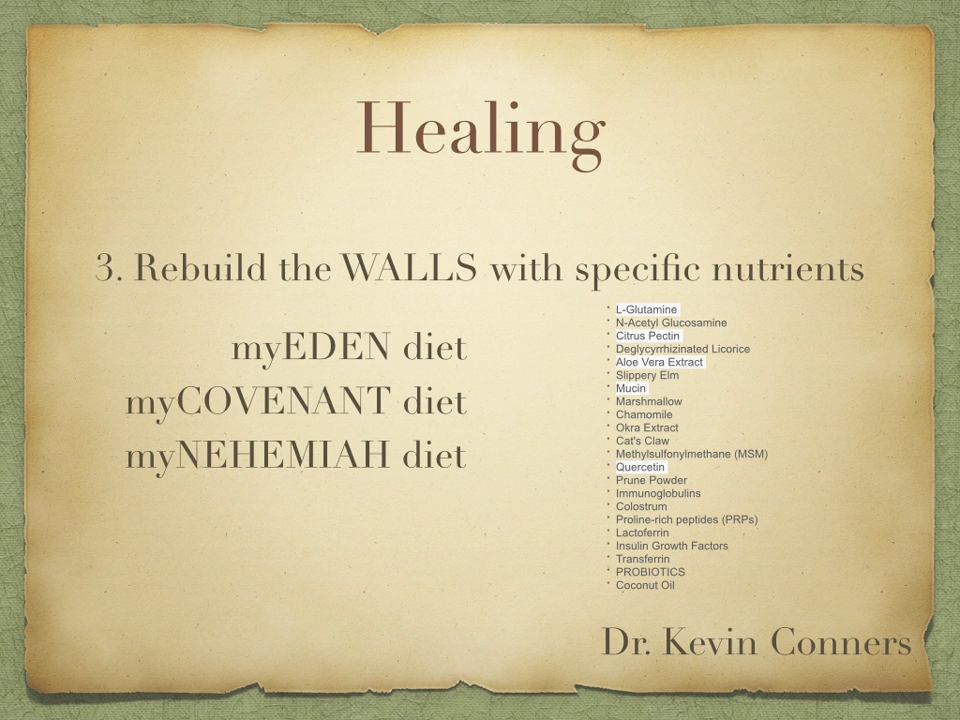 Healing
3. Rebuild the WALLS with specific nutrients
myEDEN diet
myCOVENANT diet
myNEHEMIAH diet
• L-Glutamine
• N-Acetyl Glucosamine
• Citrus Pectin
• Deglycyrrhizinated Licorice
• Aloe Vera Extract
• Slippery Elm
• Mucin
• Marshmallow
• Chamomile
• Okra Extract
• Cat's Claw
• Methylsulfonylmethane (MSM)
• Quercetin
• Prune Powder
• Immunoglobulins
• Colostrum
• Proline-rich peptides (PRPs)
• Lactoferrin
• Insulin Growth Factors
• Transferrin
• PROBIOTICS
• Coconut Oil
Dr. Kevin Conners